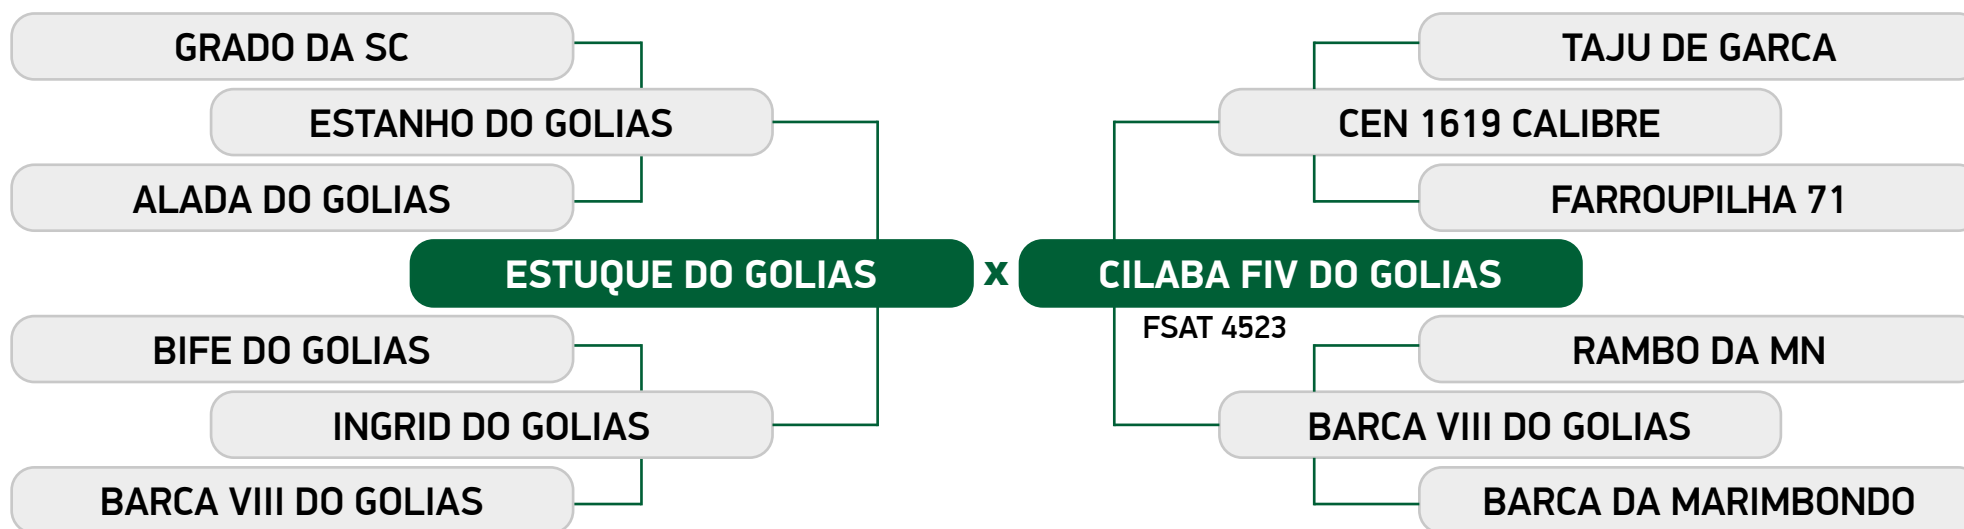 GRADO DA SC
TAJU DE GARCA
ESTANHO DO GOLIAS
CEN 1619 CALIBRE
ALADA DO GOLIAS
FARROUPILHA 71
ESTUQUE DO GOLIAS x CILABA FIV DO GOLIAS
FSAT 4523
BIFE DO GOLIAS
RAMBO DA MN
INGRID DO GOLIAS
BARCA VIII DO GOLIAS
BARCA VIII DO GOLIAS
BARCA DA MARIMBONDO